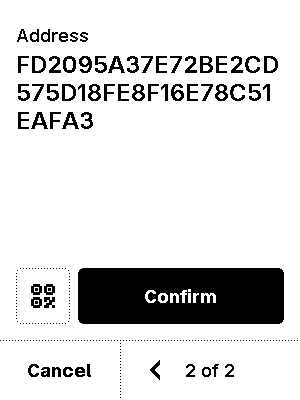 Address
FD2095A37E72BE2CD
575D18FE8F16E78C51
EAFA3
Confirm
Cancel
2 of 2